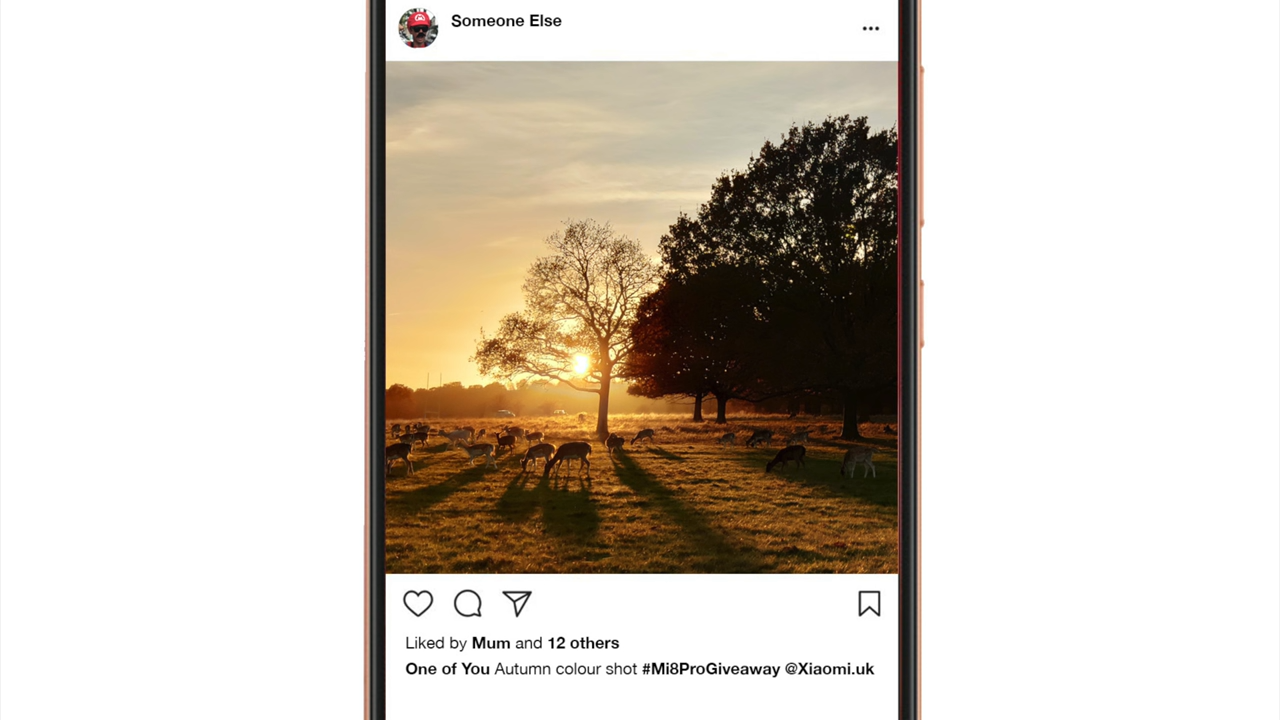 Someone Else
Liked by Mum and 12 others
One of You Autumn colour shot #Mi8ProGiveaway @Xiaomi.uk